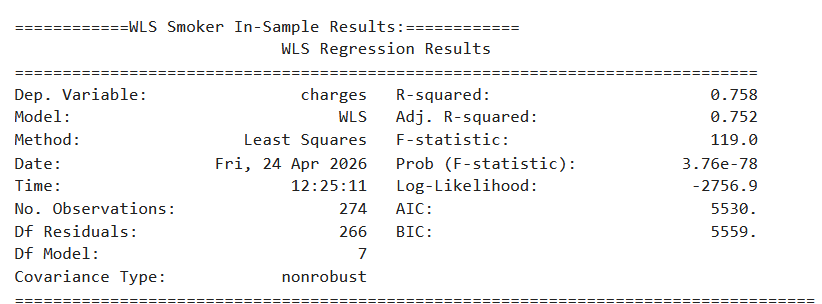 ============WLS Smoker In-Sample Results:============
                            WLS Regression Results
==============================================================================
Dep. Variable:                charges   R-squared:                       0.758
Model:                            WLS   Adj. R-squared:                  0.752
Method:                 Least Squares   F-statistic:                     119.0
Date:                Fri, 24 Apr 2026   Prob (F-statistic):           3.76e-78
Time:                        12:25:11   Log-Likelihood:                -2756.9
No. Observations:                 274   AIC:                             5530.
Df Residuals:                     266   BIC:                             5559.
Df Model:                           7
Covariance Type:            nonrobust
====================================================================================